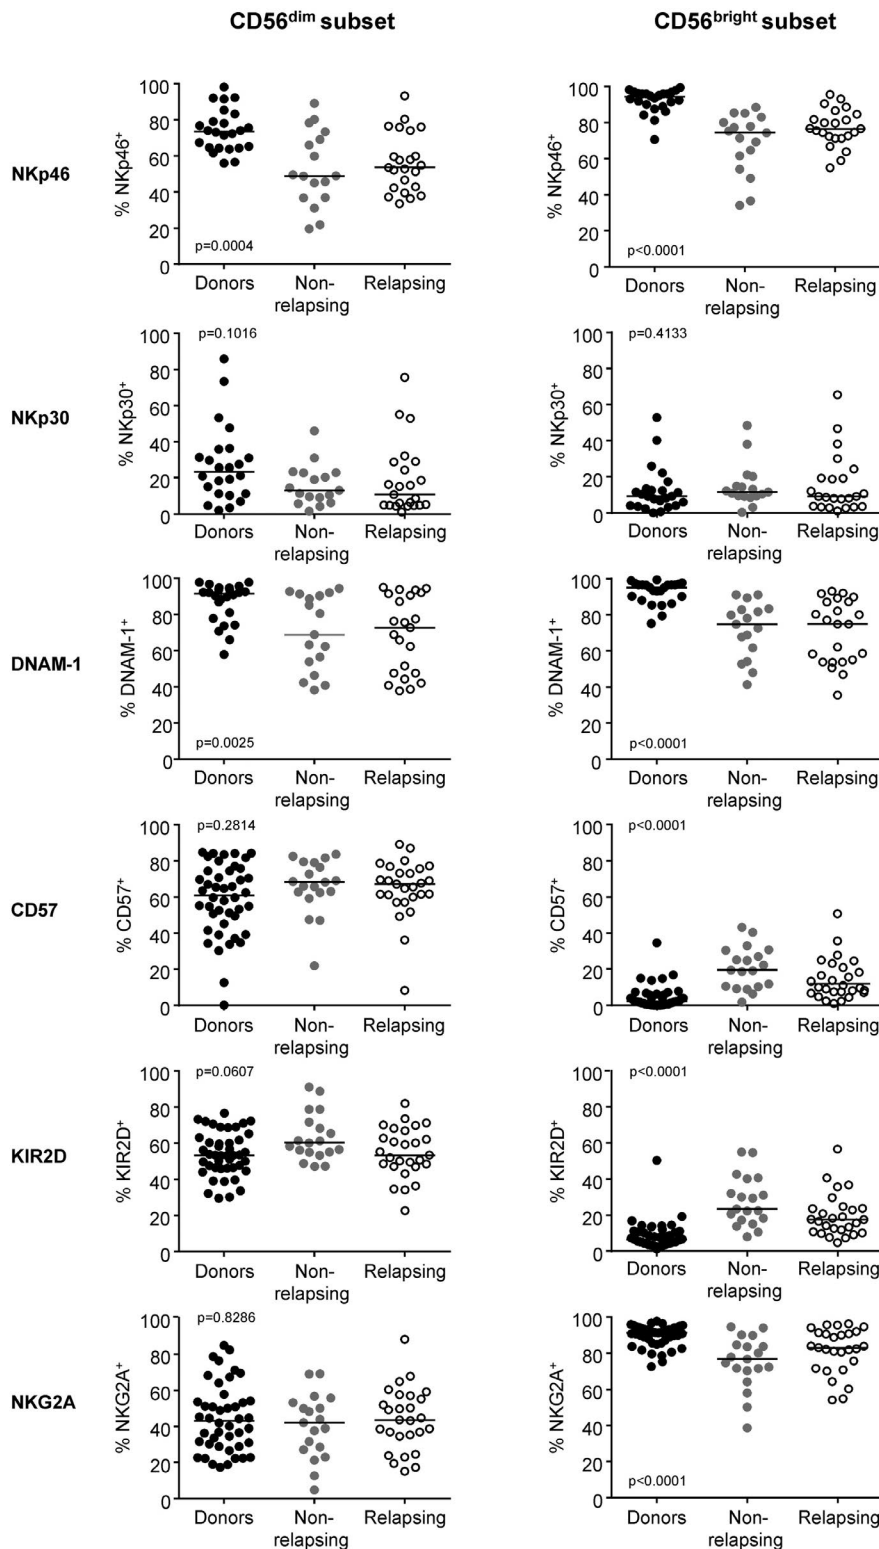 CD56dim subset
CD56bright subset
NKp46
% NKp46+
100
80
60
40
20
0
p=0.0004
Donors
Non-
relapsing
Relapsing
% NKp46+
100
80
60
40
20
0
p<0.0001
Donors
Non-
relapsing
Relapsing
NKp30
% NKp30+
100
80
60
40
20
0
p=0.1016
Donors
Non-
relapsing
Relapsing
% NKp30+
100
80
60
40
20
0
p=0.4133
Donors
Non-
relapsing
Relapsing
DNAM-1
% DNAM-1+
100
80
60
40
20
0
p=0.0025
Donors
Non-
relapsing
Relapsing
% DNAM-1+
100
80
60
40
20
0
p<0.0001
Donors
Non-
relapsing
Relapsing
CD57
% CD57+
100
80
60
40
20
0
p=0.2814
Donors
Non-
relapsing
Relapsing
% CD57+
100
80
60
40
20
0
p<0.0001
Donors
Non-
relapsing
Relapsing
KIR2D
% KIR2D+
100
80
60
40
20
0
p=0.0607
Donors
Non-
relapsing
Relapsing
% KIR2D+
100
80
60
40
20
0
p<0.0001
Donors
Non-
relapsing
Relapsing
NKG2A
% NKG2A+
100
80
60
40
20
0
p=0.8286
Donors
Non-
relapsing
Relapsing
% NKG2A+
100
80
60
40
20
0
p<0.0001
Donors
Non-
relapsing
Relapsing